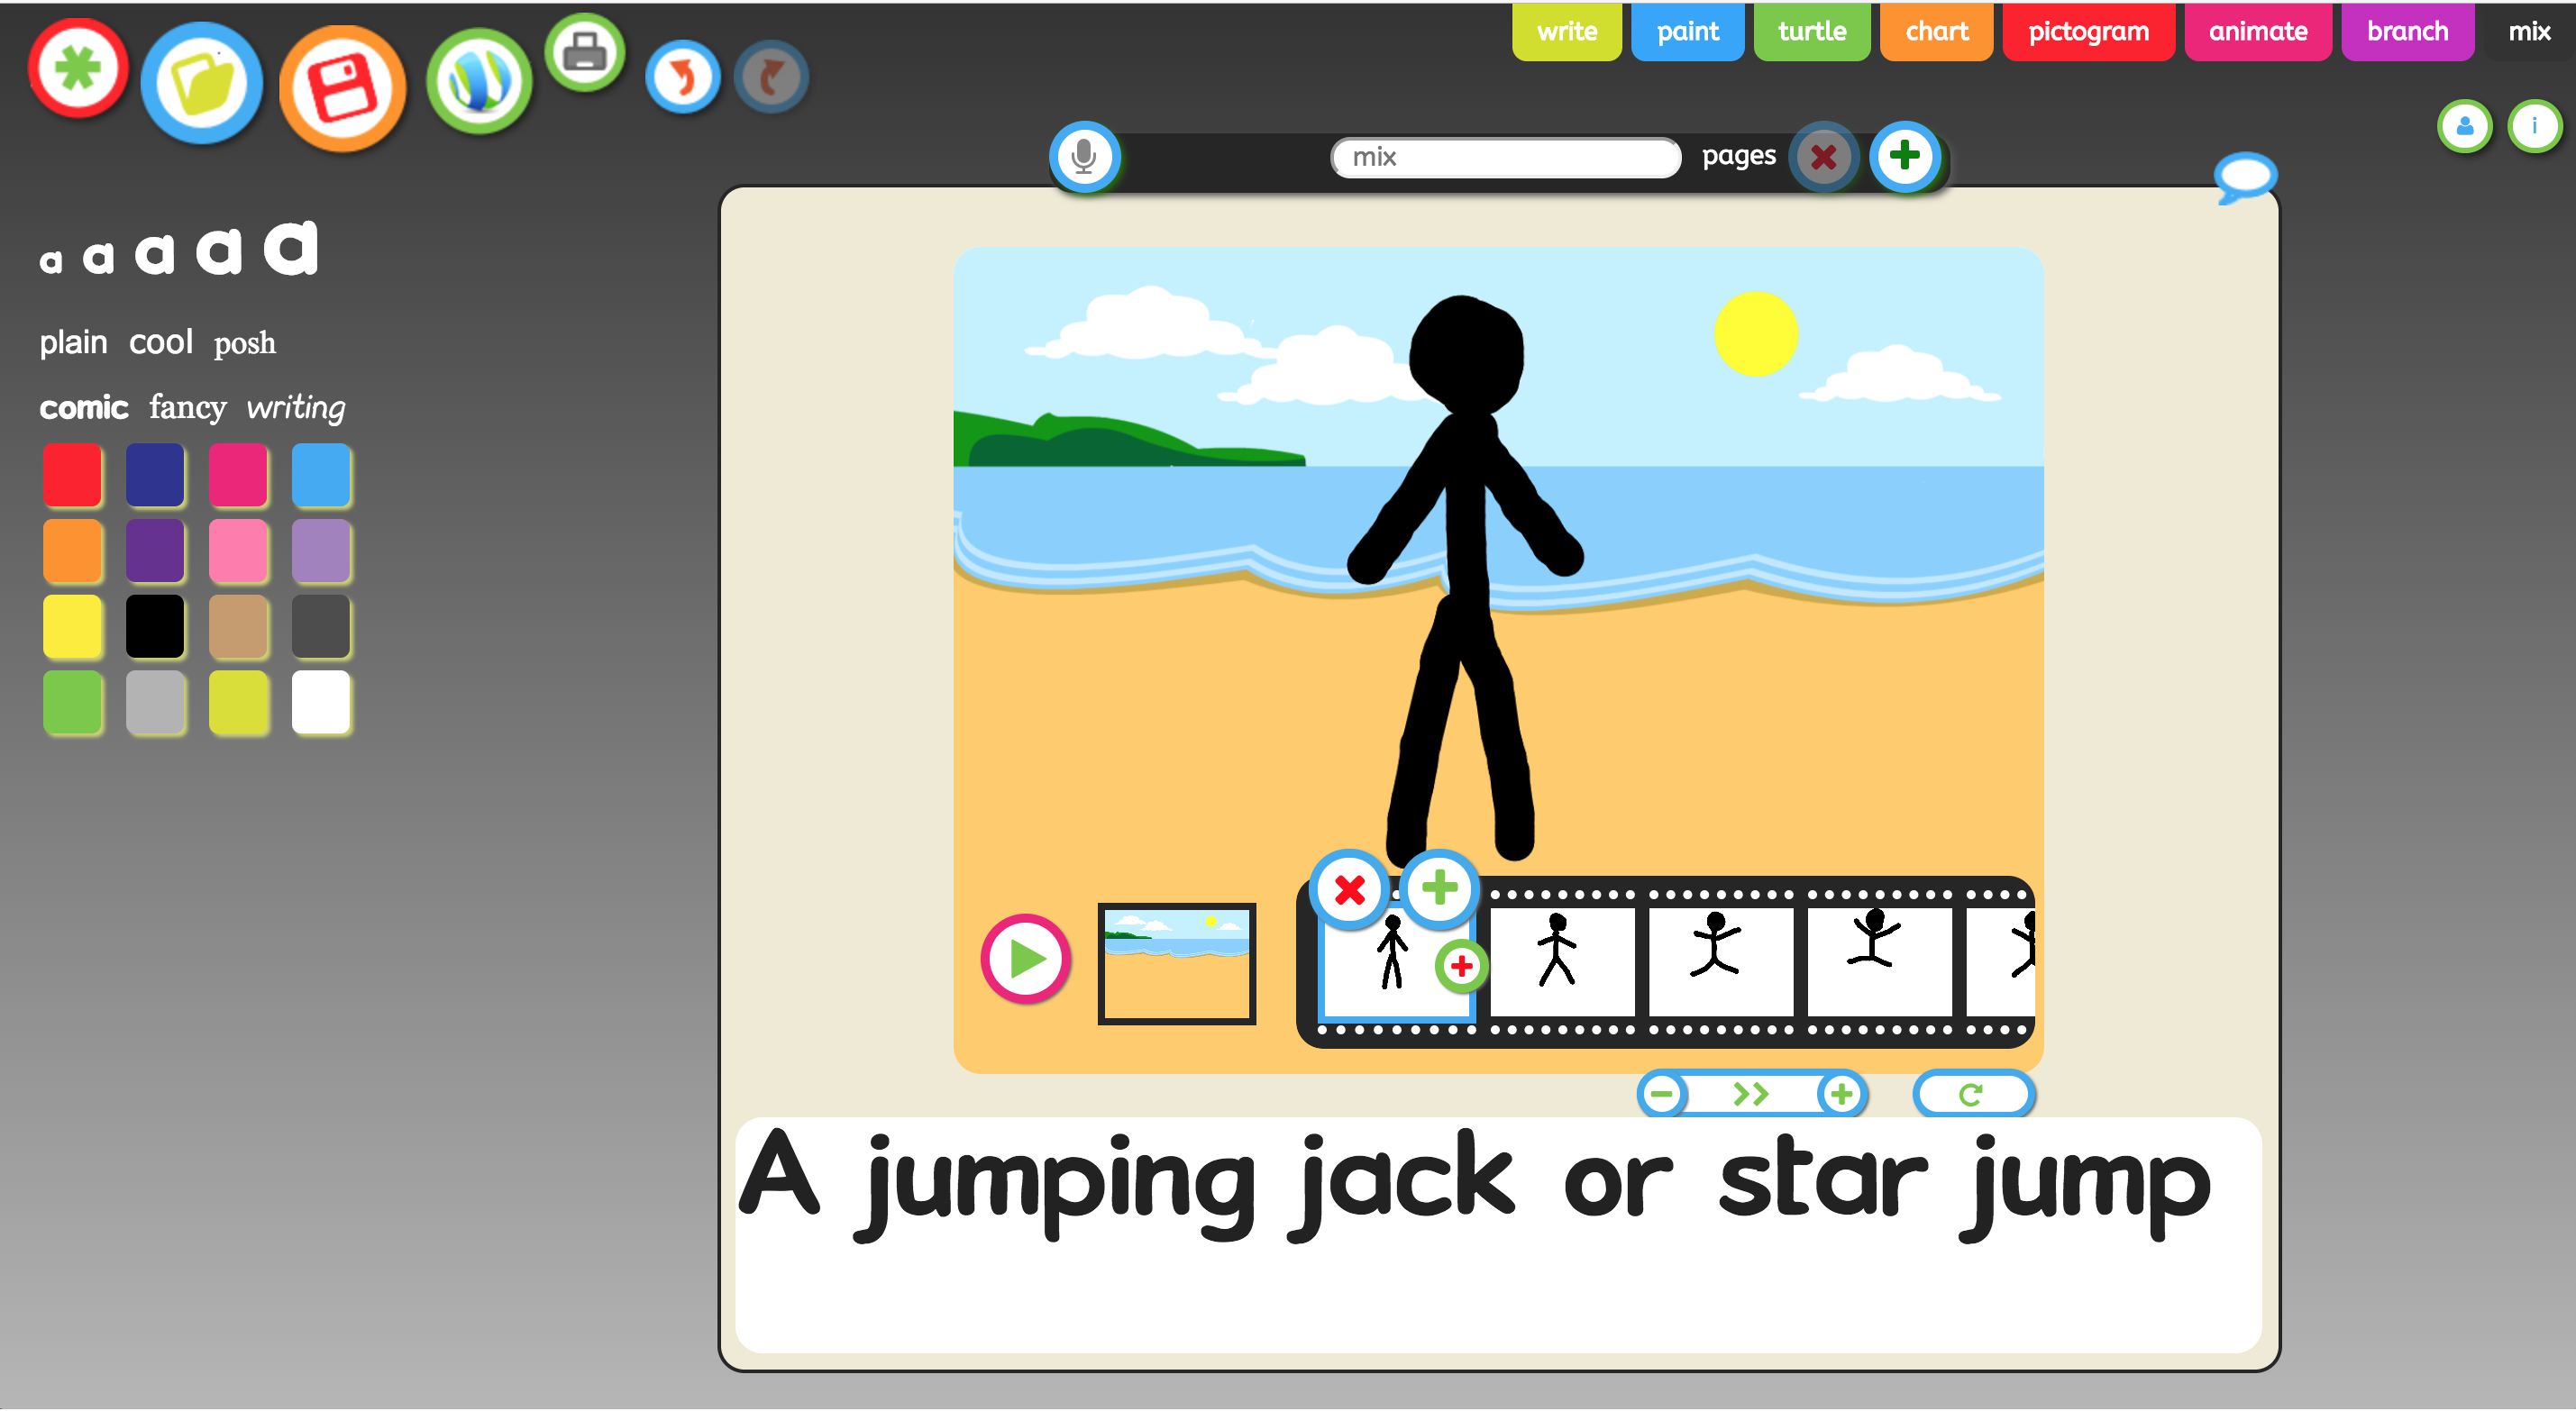 write paint turtle chart pictogram animate branch mix
i
mix pages
a a a a a
plain cool posh
comic fancy writing
A jumping jack or star jump